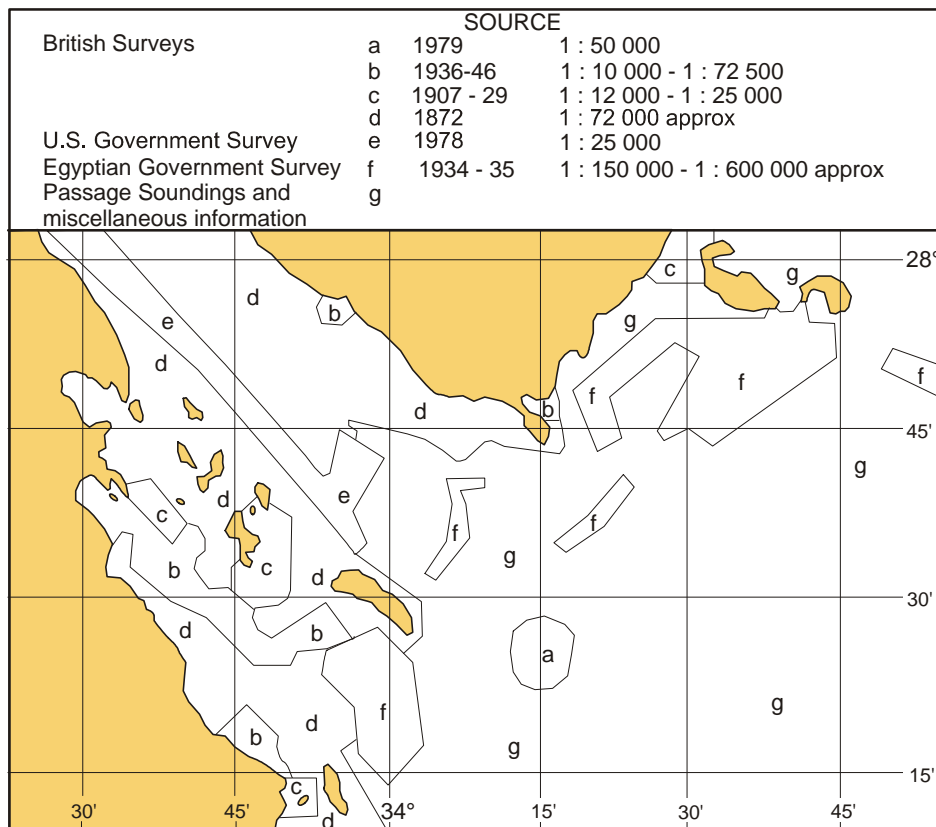 SOURCE
British Surveys a 1979 1 : 50 000
b 1936-46 1 : 10 000 - 1 : 72 500
c 1907 - 29 1 : 12 000 - 1 : 25 000
d 1872 1 : 72 000 approx
U.S. Government Survey e 1978 1 : 25 000
Egyptian Government Survey f 1934 - 35 1 : 150 000 - 1 : 600 000 approx
Passage Soundings and g
miscellaneous information
c g 28°
d b g
e
d f f f
d b
45'
d g
c e
f f
b c d g
30'
d b
a
f g
b d g
15'
c
30' 45' 34° 15' 30' 45'
d